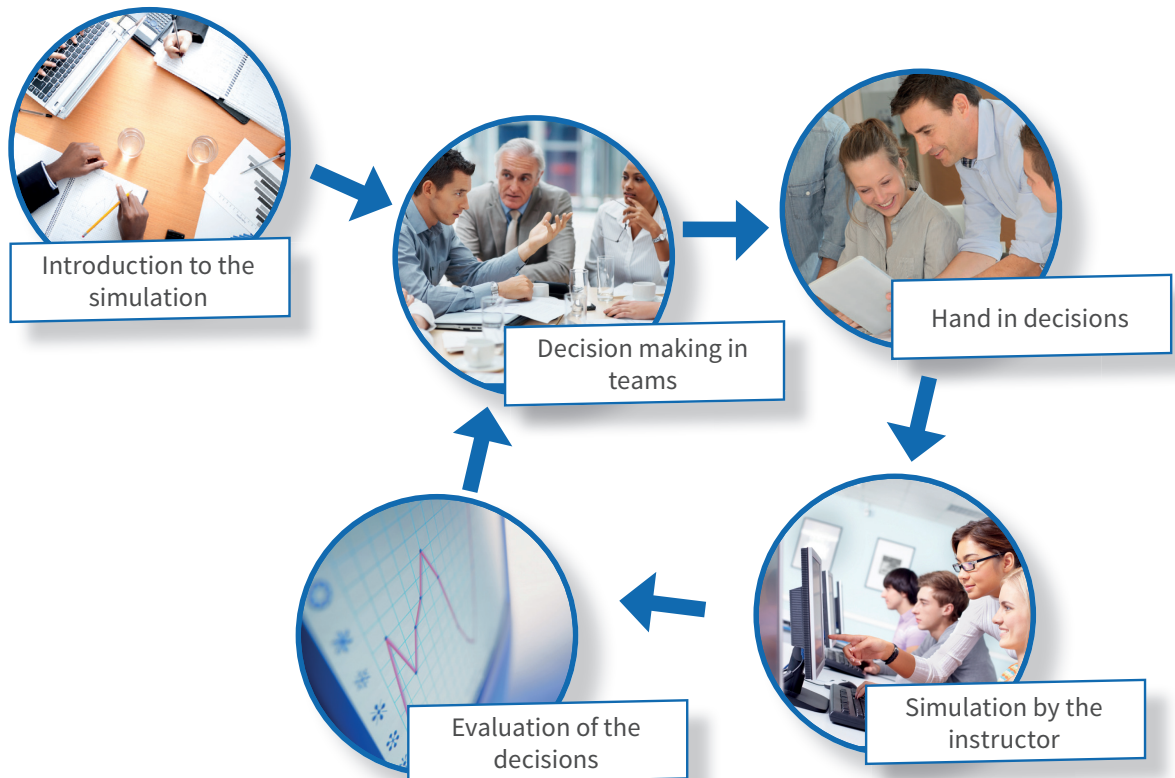 Introduction to the
simulation
Decision making in
teams
Hand in decisions
Simulation by the
instructor
Evaluation of the
decisions